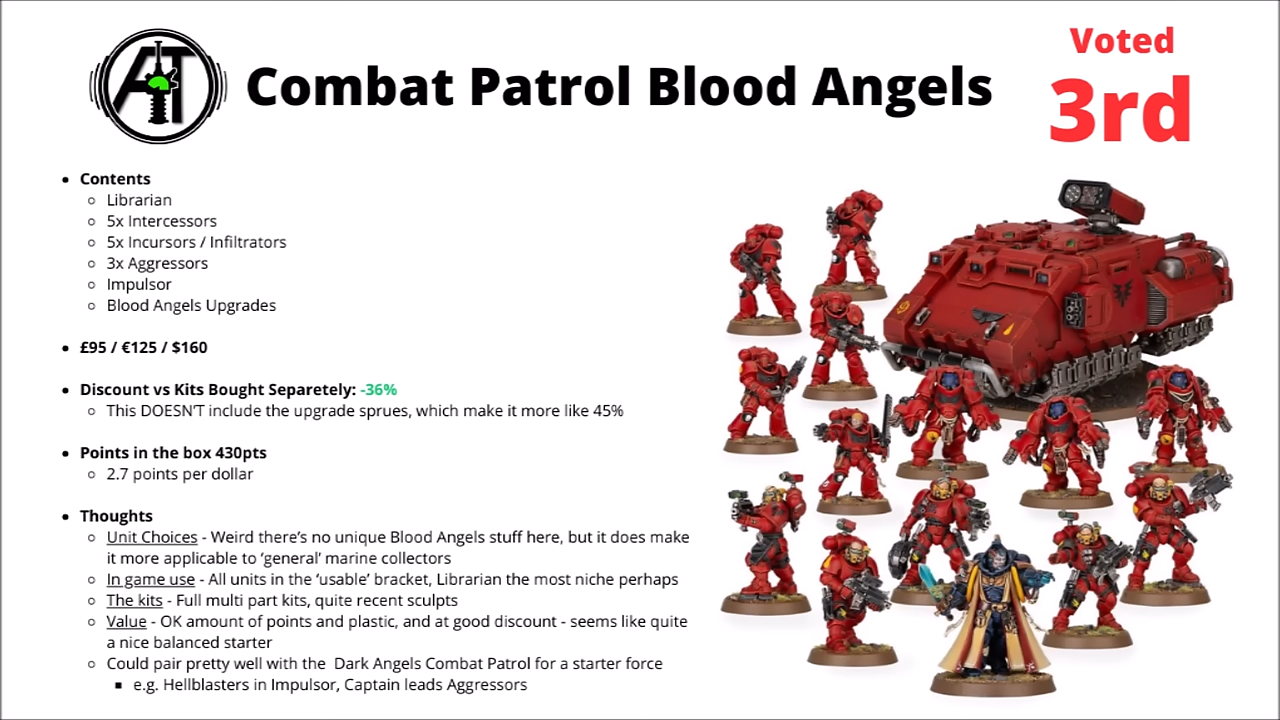 AT
Combat Patrol Blood Angels
Voted
3rd
• Contents
○ Librarian
○ 5x Intercessors
○ 5x Incursors / Infiltrators
○ 3x Aggressors
○ Impulsor
○ Blood Angels Upgrades
• £95 / €125 / $160
• Discount vs Kits Bought Separetely: -36%
○ This DOESN'T include the upgrade sprues, which make it more like 45%
• Points in the box 430pts
○ 2.7 points per dollar
• Thoughts
○ Unit Choices - Weird there's no unique Blood Angels stuff here, but it does make
it more applicable to 'general' marine collectors
○ In game use - All units in the 'usable' bracket, Librarian the most niche perhaps
○ The kits - Full multi part kits, quite recent sculpts
○ Value - OK amount of points and plastic, and at good discount - seems like quite
a nice balanced starter
○ Could pair pretty well with the  Dark Angels Combat Patrol for a starter force
▪ e.g. Hellblasters in Impulsor, Captain leads Aggressors